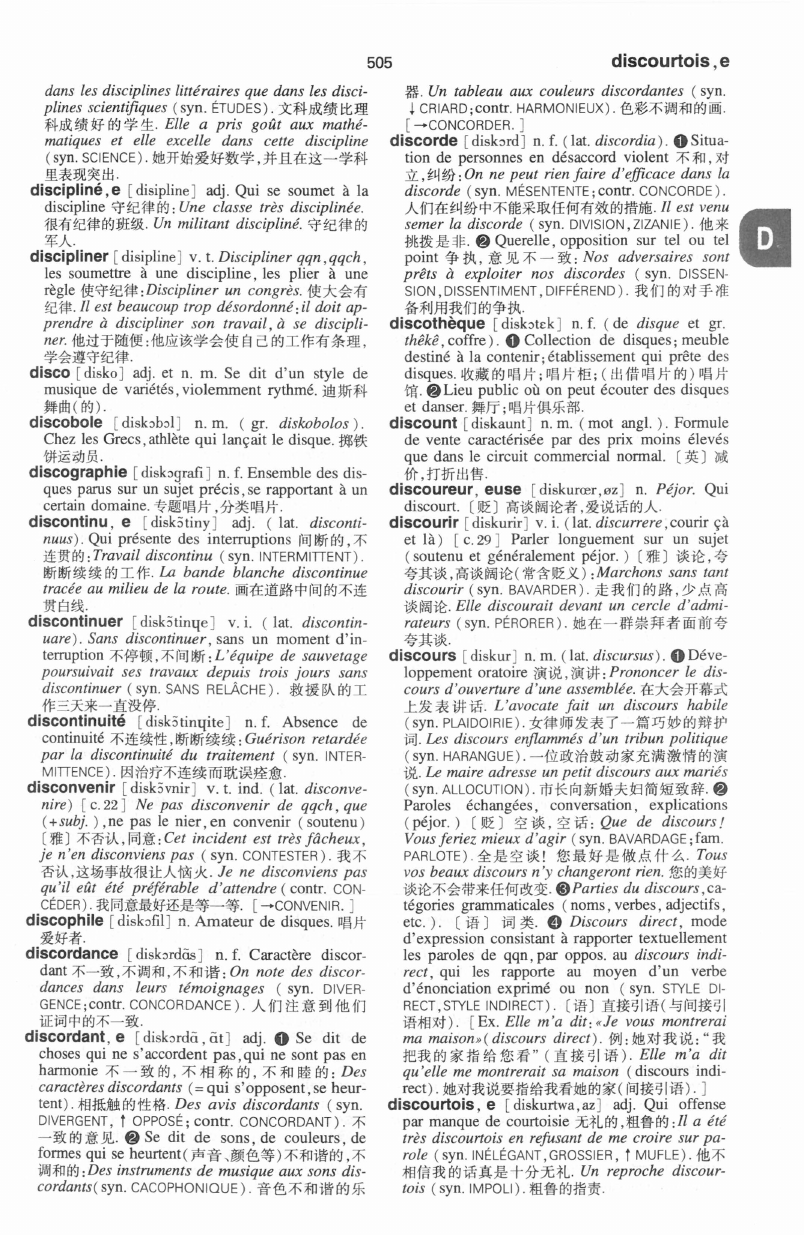 505
discourtois,e
dans les disciplines littéraires que dans les disci-
plines scientifiques (syn. ÉTUDES). 文科成绩比理
科成绩好的学生. Elle a pris goût aux mathé-
matiques et elle excelle dans cette discipline
(syn. SCIENCE). 她开始爱好数学,并且在这一学科
里表现突出.
discipliné,e [disipline] adj. Qui se soumet à la
discipline 守纪律的:Une classe très disciplinée.
很有纪律的班级. Un militant discipliné. 守纪律的
军人.
discipliner [disipline] v. t. Discipliner qqn,qqch,
les soumettre à une discipline, les plier à une
règle 使守纪律:Discipliner un congrès. 使大会有
纪律. Il est beaucoup trop désordonné;il doit ap-
prendre à discipliner son travail,à se discipli-
ner. 他过于随便:他应该学会使自己的工作有条理,
学会遵守纪律.
disco [disko] adj. et n. m. Se dit d'un style de
musique de variétés,violemment rythmé. 迪斯科
舞曲(的).
discobole [diskɔbɔl] n. m. ( gr. diskobolos).
Chez les Grecs,athlète qui lançait le disque. 掷铁
饼运动员.
discographie [diskɔgrafi] n. f. Ensemble des dis-
ques parus sur un sujet précis,se rapportant à un
certain domaine. 专题唱片,分类唱片.
discontinu, e [diskɔ̃tiny] adj. ( lat. disconti-
nuus). Qui présente des interruptions 间断的,不
连贯的:Travail discontinu (syn. INTERMITTENT).
断断续续的工作. La bande blanche discontinue
tracée au milieu de la route. 画在道路中间的不连
贯白线.
discontinuer [diskɔ̃tinɥe] v. i. ( lat. discontin-
uare). Sans discontinuer, sans un moment d'in-
terruption 不停顿,不间断:L'équipe de sauvetage
poursuivait ses travaux depuis trois jours sans
discontinuer (syn. SANS RELÂCHE). 救援队的工
作三天来一直没停.
discontinuité [diskɔ̃tinɥite] n. f. Absence de
continuité 不连续性,断断续续:Guérison retardée
par la discontinuité du traitement (syn. INTER-
MITTENCE). 因治疗不连续而耽误痊愈.
disconvenir [diskɔ̃vnir] v. t. ind. (lat. disconve-
nire) [c.22] Ne pas disconvenir de qqch, que
(+subj.),ne pas le nier,en convenir (soutenu)
〔雅〕不否认,同意:Cet incident est très fâcheux,
je n'en disconviens pas (syn. CONTESTER). 我不
否认,这场事故很让人恼火. Je ne disconviens pas
qu'il eût été préférable d'attendre (contr. CON-
CÉDER). 我同意最好还是等一等. [→CONVENIR.]
discophile [diskɔfil] n. Amateur de disques. 唱片
爱好者.
discordance [diskɔrdɑ̃s] n. f. Caractère discor-
dant 不一致,不调和,不和谐:On note des discor-
dances dans leurs témoignages ( syn. DIVER-
GENCE;contr. CONCORDANCE). 人们注意到他们
证词中的不一致.
discordant, e [diskɔrdɑ̃,ɑ̃t] adj. ❶ Se dit de
choses qui ne s'accordent pas,qui ne sont pas en
harmonie 不一致的,不相称的,不和睦的:Des
caractères discordants (=qui s'opposent,se heur-
tent). 相抵触的性格. Des avis discordants (syn.
DIVERGENT, ↑ OPPOSÉ; contr. CONCORDANT). 不
一致的意见. ❷ Se dit de sons, de couleurs, de
formes qui se heurtent(声音、颜色等)不和谐的,不
调和的:Des instruments de musique aux sons dis-
cordants(syn. CACOPHONIQUE). 音色不和谐的乐
器. Un tableau aux couleurs discordantes (syn.
↓CRIARD;contr. HARMONIEUX). 色彩不调和的画.
[→CONCORDER.]
discorde [diskɔrd] n. f. (lat. discordia). ❶Situa-
tion de personnes en désaccord violent 不和,对
立,纠纷:On ne peut rien faire d'efficace dans la
discorde (syn. MÉSENTENTE;contr. CONCORDE).
人们在纠纷中不能采取任何有效的措施. Il est venu
semer la discorde (syn. DIVISION,ZIZANIE). 他来
挑拨是非. ❷ Querelle, opposition sur tel ou tel
point 争执,意见不一致: Nos adversaires sont
prêts à exploiter nos discordes ( syn. DISSEN-
SION,DISSENTIMENT,DIFFÉREND). 我们的对手准
备利用我们的争执.
discothèque [diskɔtɛk] n. f. ( de disque et gr.
thêkê,coffre). ❶ Collection de disques; meuble
destiné à la contenir;établissement qui prête des
disques. 收藏的唱片;唱片柜;(出借唱片的)唱片
馆. ❷Lieu public où on peut écouter des disques
et danser. 舞厅;唱片俱乐部.
discount [diskaunt] n. m. (mot angl.). Formule
de vente caractérisée par des prix moins élevés
que dans le circuit commercial normal. 〔英〕减
价,打折出售.
discoureur, euse [diskurœr,øz] n. Péjor. Qui
discourt. 〔贬〕高谈阔论者,爱说话的人.
discourir [diskurir] v. i. (lat. discurrere,courir çà
et là) [c. 29] Parler longuement sur un sujet
(soutenu et généralement péjor.) 〔雅〕谈论,夸
夸其谈,高谈阔论(常含贬义):Marchons sans tant
discourir (syn. BAVARDER). 走我们的路,少点高
谈阔论. Elle discourait devant un cercle d'admi-
rateurs (syn. PÉRORER). 她在一群崇拜者面前夸
夸其谈.
discours [diskur] n. m. (lat. discursus). ❶Déve-
loppement oratoire 演说,演讲: Prononcer le dis-
cours d'ouverture d'une assemblée. 在大会开幕式
上发表讲话. L'avocate fait un discours habile
(syn. PLAIDOIRIE). 女律师发表了一篇巧妙的辩护
词. Les discours enflammés d'un tribun politique
(syn. HARANGUE). 一位政治鼓动家充满激情的演
说. Le maire adresse un petit discours aux mariés
(syn. ALLOCUTION). 市长向新婚夫妇简短致辞. ❷
Paroles échangées, conversation, explications
(péjor.) 〔贬〕空谈,空话: Que de discours!
Vous feriez mieux d'agir (syn. BAVARDAGE;fam.
PARLOTE). 全是空谈! 您最好是做点什么. Tous
vos beaux discours n'y changeront rien. 您的美好
谈论不会带来任何改变. ❸Parties du discours,ca-
tégories grammaticales (noms,verbes,adjectifs,
etc.). 〔语〕词类. ❹ Discours direct, mode
d'expression consistant à rapporter textuellement
les paroles de qqn, par oppos. au discours indi-
rect, qui les rapporte au moyen d'un verbe
d'énonciation exprimé ou non (syn. STYLE DI-
RECT,STYLE INDIRECT). 〔语〕直接引语(与间接引
语相对). [Ex. Elle m'a dit:«Je vous montrerai
ma maison»(discours direct). 例:她对我说:“我
把我的家指给您看”(直接引语). Elle m'a dit
qu'elle me montrerait sa maison (discours indi-
rect). 她对我说要指给我看她的家(间接引语).]
discourtois, e [diskurtwa,az] adj. Qui offense
par manque de courtoisie 无礼的,粗鲁的:Il a été
très discourtois en refusant de me croire sur pa-
role (syn. INÉLÉGANT,GROSSIER, ↑ MUFLE). 他不
相信我的话真是十分无礼. Un reproche discour-
tois (syn. IMPOLI). 粗鲁的指责.
D